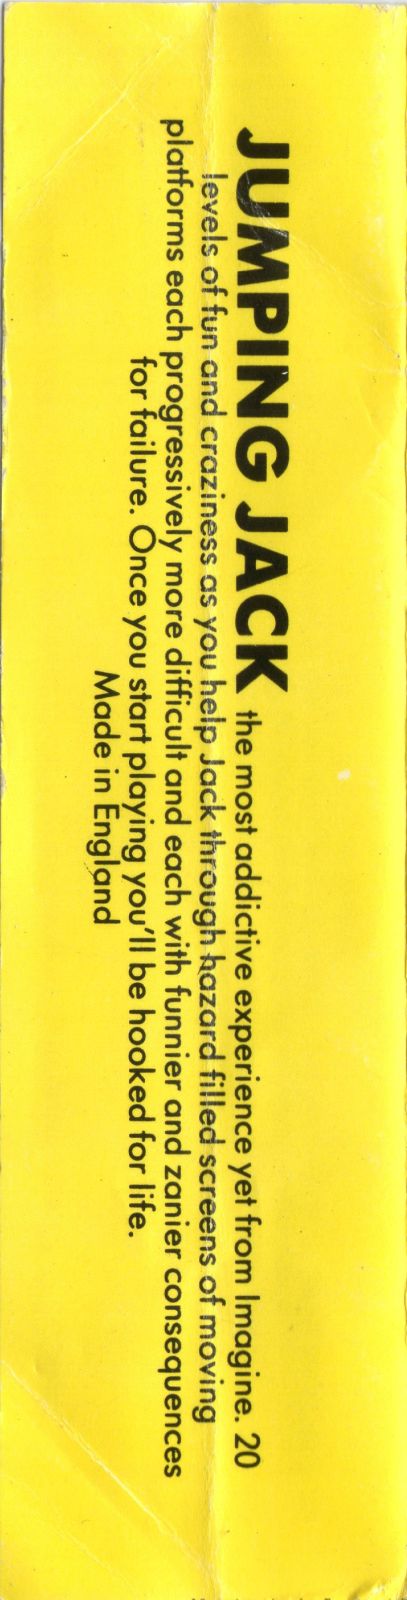 JUMPING JACK the most addictive experience yet from Imagine. 20
levels of fun and craziness as you help Jack through hazard filled screens of moving
platforms each progressively more difficult and each with funnier and zanier consequences
for failure. Once you start playing you'll be hooked for life.
Made in England